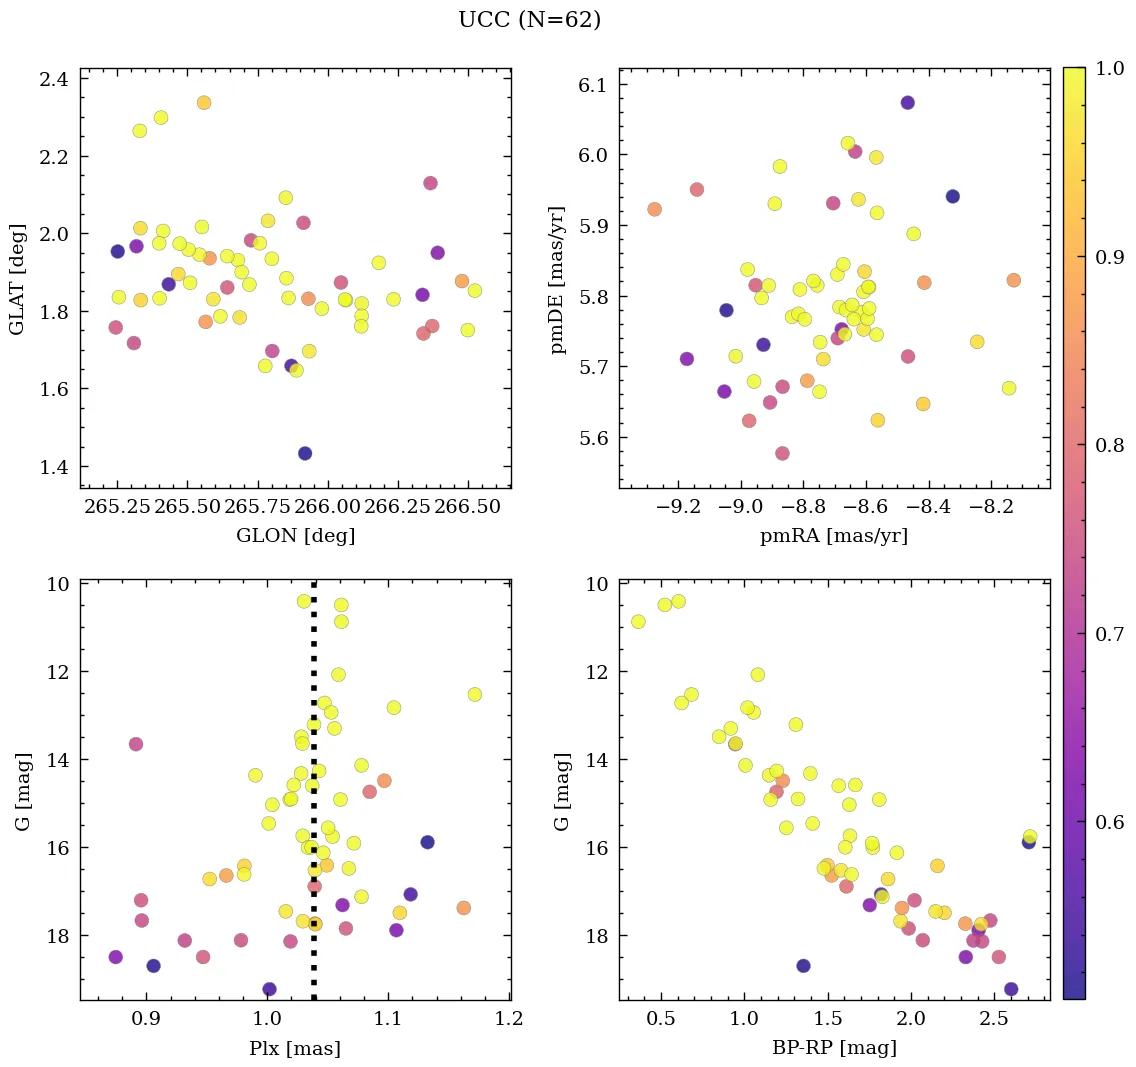 UCC (N=62)
2.4
2.2
2.0
1.8
1.6
1.4
GLAT [deg]
265.25 265.50 265.75 266.00 266.25 266.50
GLON [deg]
6.1
6.0
5.9
5.8
5.7
5.6
pmDE [mas/yr]
−9.2 −9.0 −8.8 −8.6 −8.4 −8.2
pmRA [mas/yr]
1.0
0.9
0.8
0.7
0.6
10
12
14
16
18
G [mag]
0.9 1.0 1.1 1.2
Plx [mas]
10
12
14
16
18
G [mag]
0.5 1.0 1.5 2.0 2.5
BP-RP [mag]